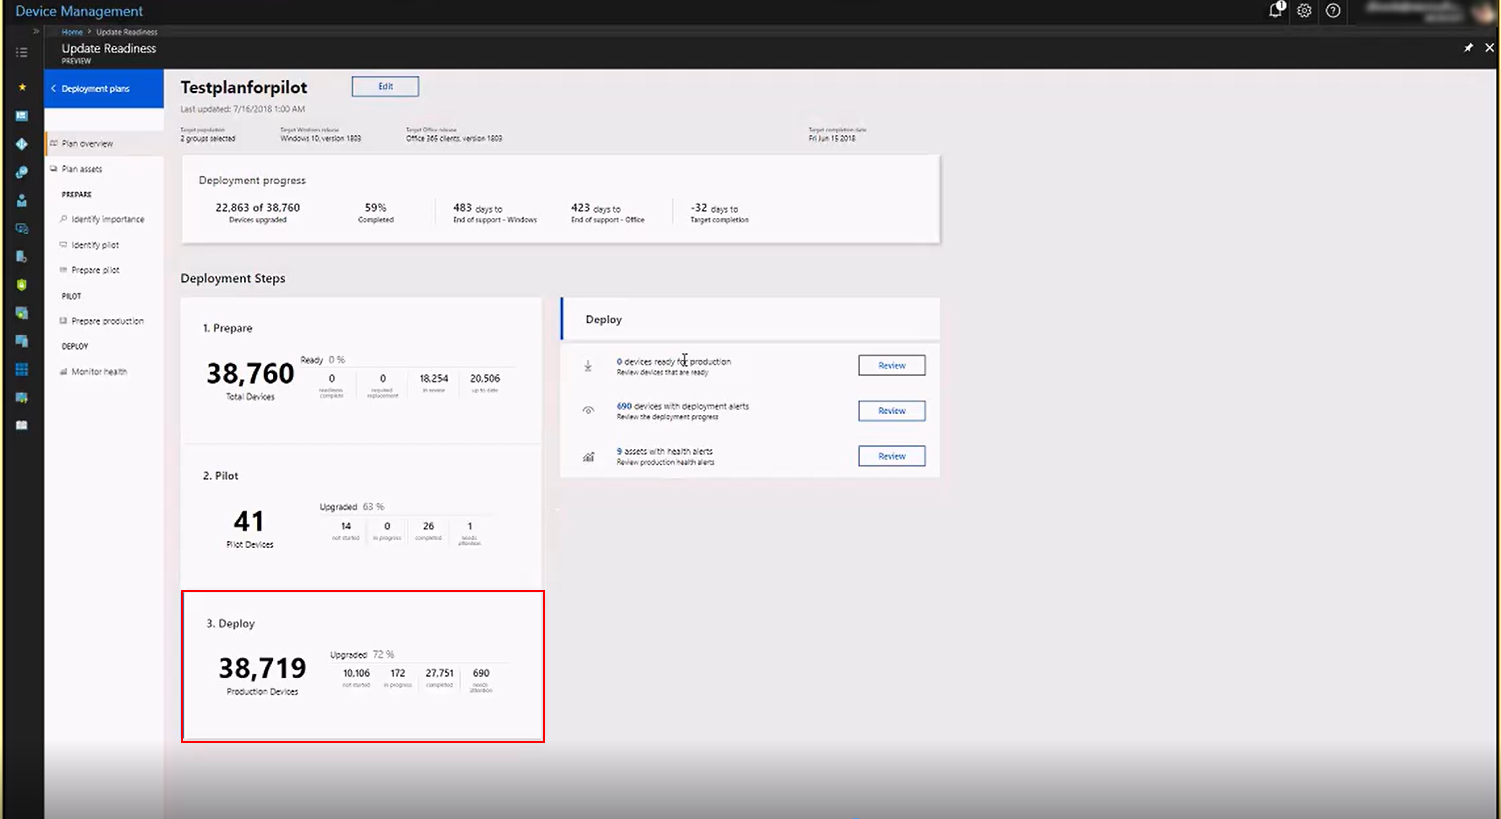 Device Management
1
Home > Update Readiness
Update Readiness
PREVIEW
Deployment plans
Plan overview
Plan assets
PREPARE
Identify importance
Identify pilot
Prepare pilot
PILOT
Prepare production
DEPLOY
Monitor health
Testplanforpilot
Edit
Last updated: 7/16/2018 1:00 AM
Target population
2 groups selected
Target Windows release
Windows 10, version 1803
Target Office release
Office 365 clients, version 1803
Target completion date
Fri Jun 15 2018
Deployment progress
22,863 of 38,760
Devices upgraded
59%
Completed
483 days to
End of support - Windows
423 days to
End of support - Office
-32 days to
Target completion
Deployment Steps
1. Prepare
38,760
Total Devices
Ready 0 %
0
readiness
complete
0
required
replacement
18,254
in review
20,506
up to date
2. Pilot
41
Pilot Devices
Upgraded 63 %
14
not started
0
in progress
26
completed
1
needs
attention
3. Deploy
38,719
Production Devices
Upgraded 72 %
10,106
not started
172
in progress
27,751
completed
690
needs
attention
Deploy
0 devices ready for production
Review devices that are ready
Review
690 devices with deployment alerts
Review the deployment progress
Review
9 assets with health alerts
Review production health alerts
Review